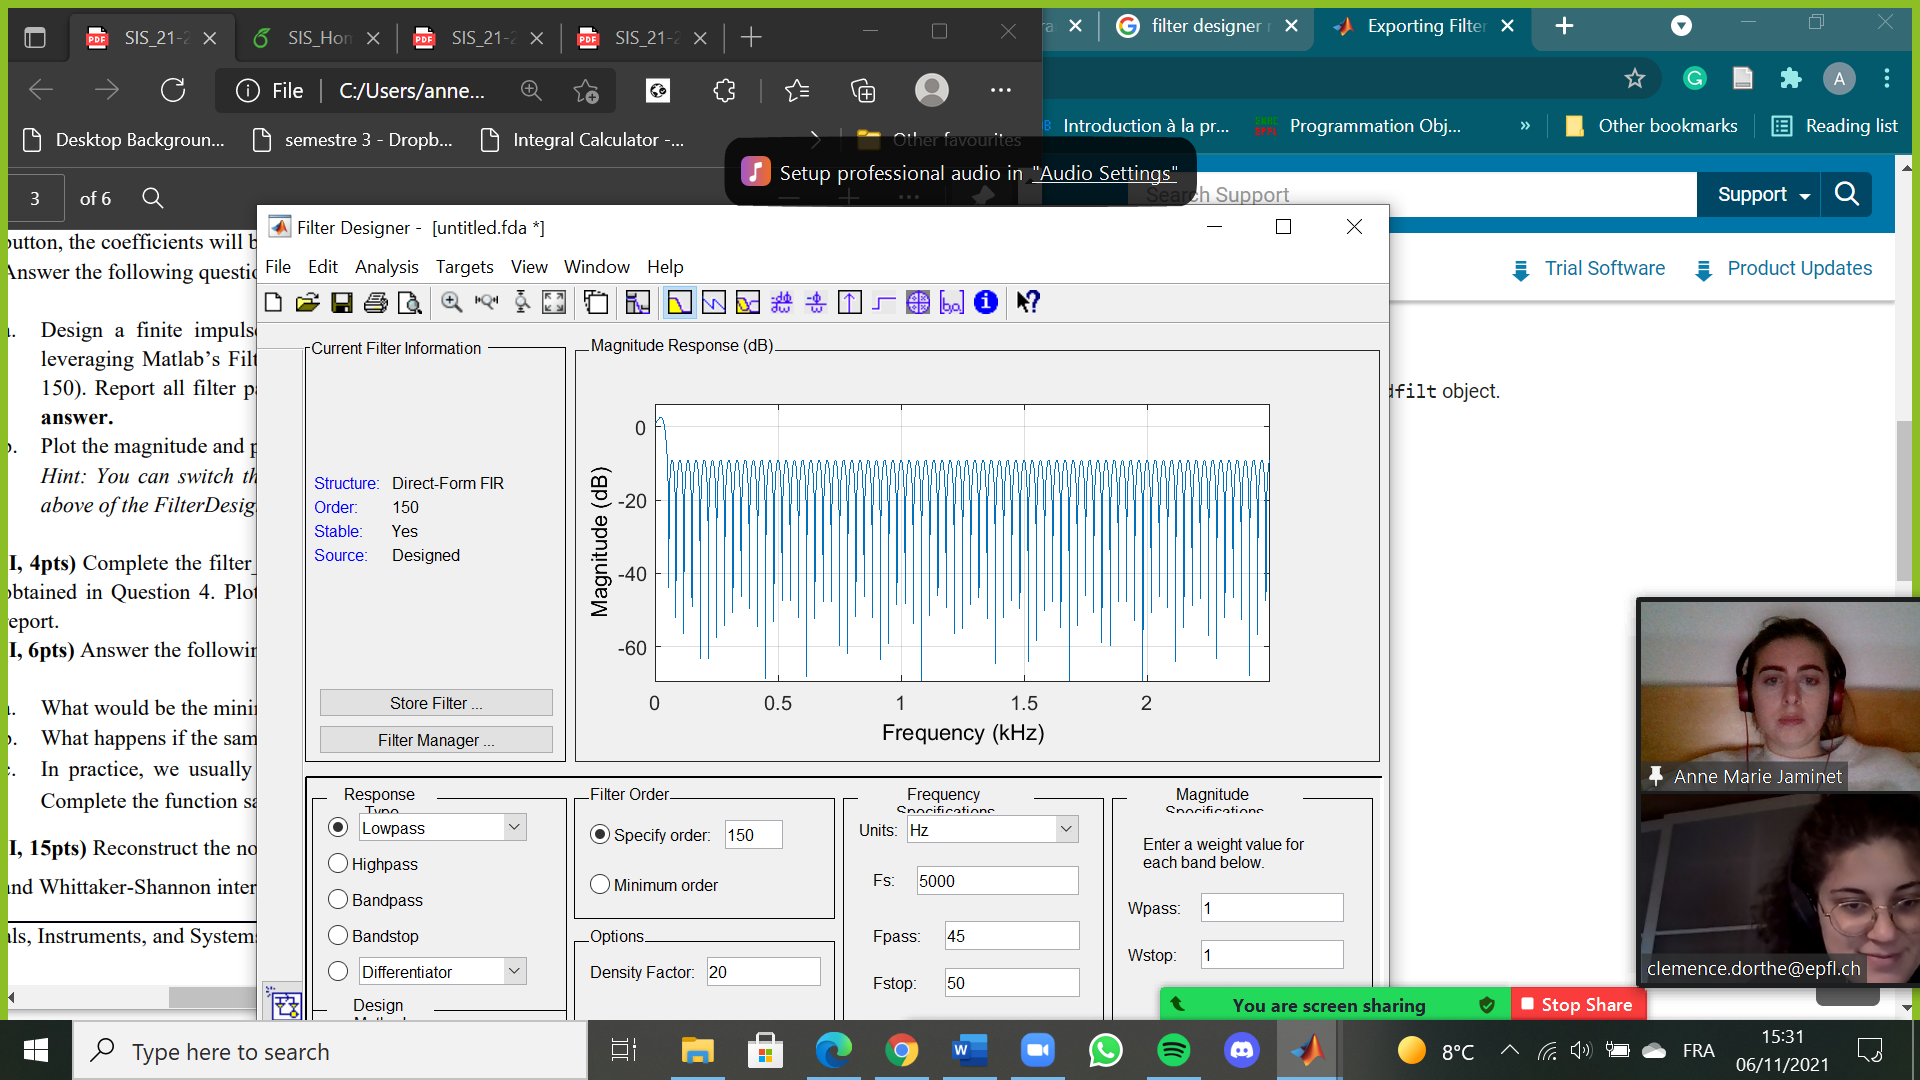 SIS_21-2
SIS_Hon
SIS_21-2
SIS_21-2
filter designer
Exporting Filter
File
C:/Users/anne...
A
Desktop Backgroun...
semestre 3 - Dropb...
Integral Calculator -...
Other favourites
Introduction à la pr...
Programmation Obj...
»
Other bookmarks
Reading list
Setup professional audio in "Audio Settings"
3 of 6
Search Support
Support
Trial Software
Product Updates
dfilt object.
button, the coefficients will b
Answer the following questio
Design a finite impuls
leveraging Matlab's Filt
150). Report all filter p
answer.
Plot the magnitude and p
Hint: You can switch th
above of the FilterDesig
I, 4pts) Complete the filter_
obtained in Question 4. Plot
report.
I, 6pts) Answer the followin
What would be the mini
What happens if the sam
In practice, we usually
Complete the function sa
I, 15pts) Reconstruct the no
and Whittaker-Shannon inter
als, Instruments, and Systems
Filter Designer - [untitled.fda *]
File Edit Analysis Targets View Window Help
Current Filter Information
Structure: Direct-Form FIR
Order: 150
Stable: Yes
Source: Designed
Store Filter ...
Filter Manager ...
Magnitude Response (dB)
Magnitude (dB)
0
-20
-40
-60
0 0.5 1 1.5 2
Frequency (kHz)
Response
Type
Lowpass
Highpass
Bandpass
Bandstop
Differentiator
Design
Filter Order
Specify order: 150
Minimum order
Options
Density Factor: 20
Frequency
Specifications
Units: Hz
Fs: 5000
Fpass: 45
Fstop: 50
Magnitude
Specifications
Enter a weight value for
each band below.
Wpass: 1
Wstop: 1
Anne Marie Jaminet
clemence.dorthe@epfl.ch
You are screen sharing
Stop Share
Type here to search
8°C
FRA
15:31
06/11/2021